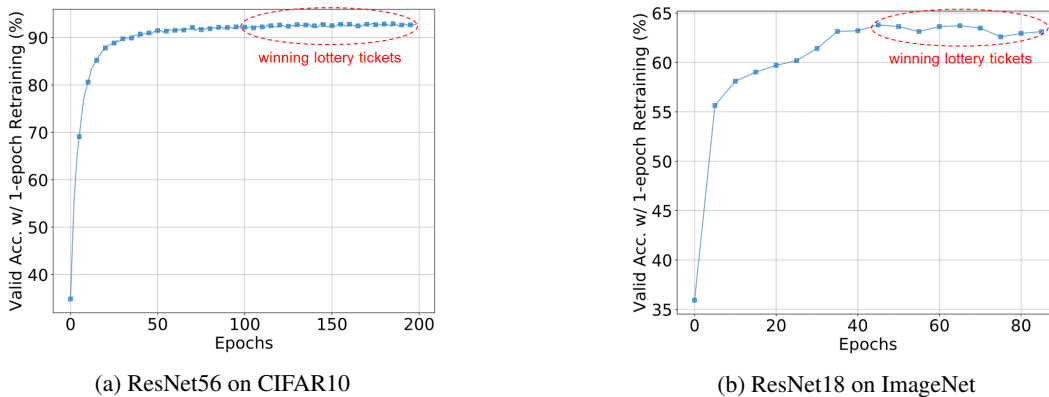 Valid Acc. w/ 1-epoch Retraining (%)
90
80
70
60
50
40
0
50
100
150
200
Epochs
winning lottery tickets
(a) ResNet56 on CIFAR10
Valid Acc. w/ 1-epoch Retraining (%)
65
60
55
50
45
40
35
0
20
40
60
80
Epochs
winning lottery tickets
(b) ResNet18 on ImageNet